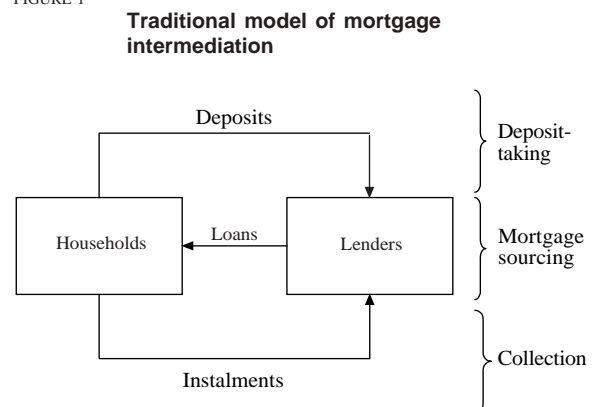 FIGURE 1
Traditional model of mortgage
intermediation
Deposits
Deposit-
taking
Households
Loans
Lenders
Mortgage
sourcing
Collection
Instalments